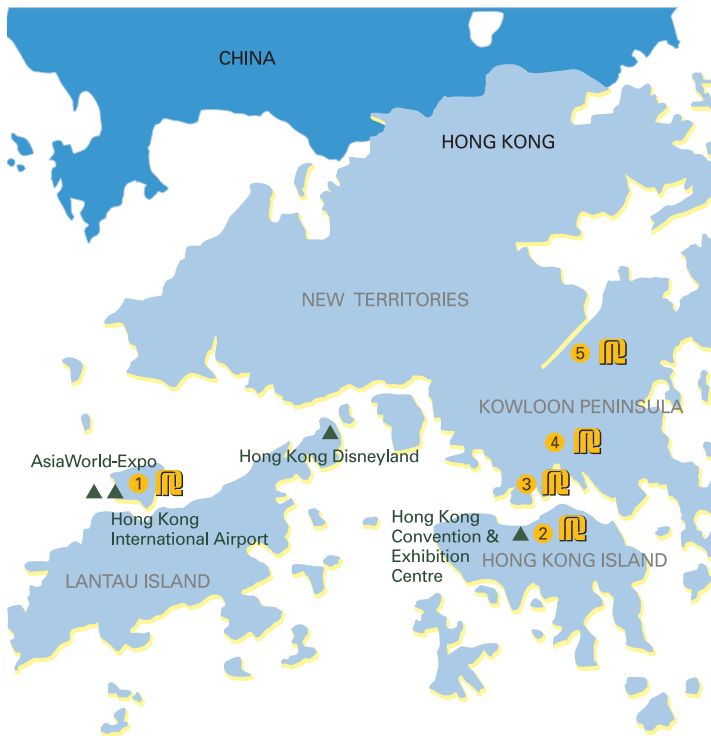 CHINA
HONG KONG
NEW TERRITORIES
5
KOWLOON PENINSULA
4
Hong Kong Disneyland
AsiaWorld-Expo
1
3
Hong Kong
International Airport
Hong Kong
Convention &
Exhibition
Centre
2
HONG KONG ISLAND
LANTAU ISLAND